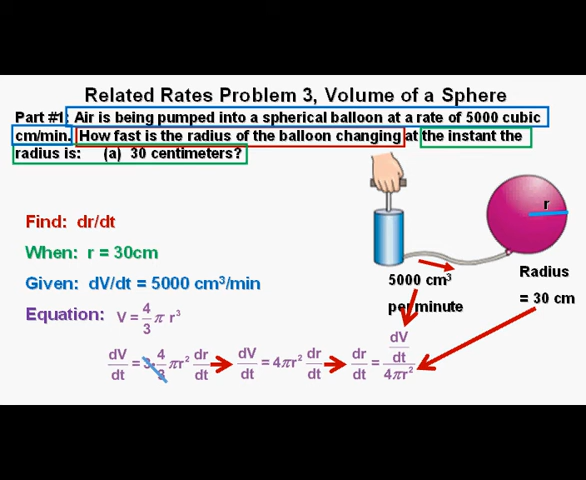 Related Rates Problem 3, Volume of a Sphere
Part #1: Air is being pumped into a spherical balloon at a rate of 5000 cubic
cm/min. How fast is the radius of the balloon changing at the instant the
radius is: (a) 30 centimeters?
r
Find: dr/dt
When: r = 30cm
Given: dV/dt = 5000 cm³/min
Equation: V = 4/3 π r³
5000 cm³
per minute
Radius
= 30 cm
dV/dt = 3·4/3 πr² dr/dt → dV/dt = 4πr² dr/dt → dr/dt = (dV/dt)/(4πr²)